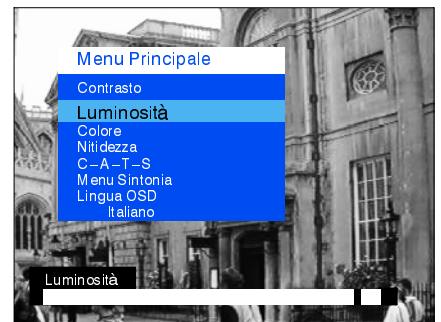 Menu Principale
Contrasto
Luminosità
Colore
Nitidezza
C–A–T–S
Menu Sintonia
Lingua OSD
Italiano
Luminosità